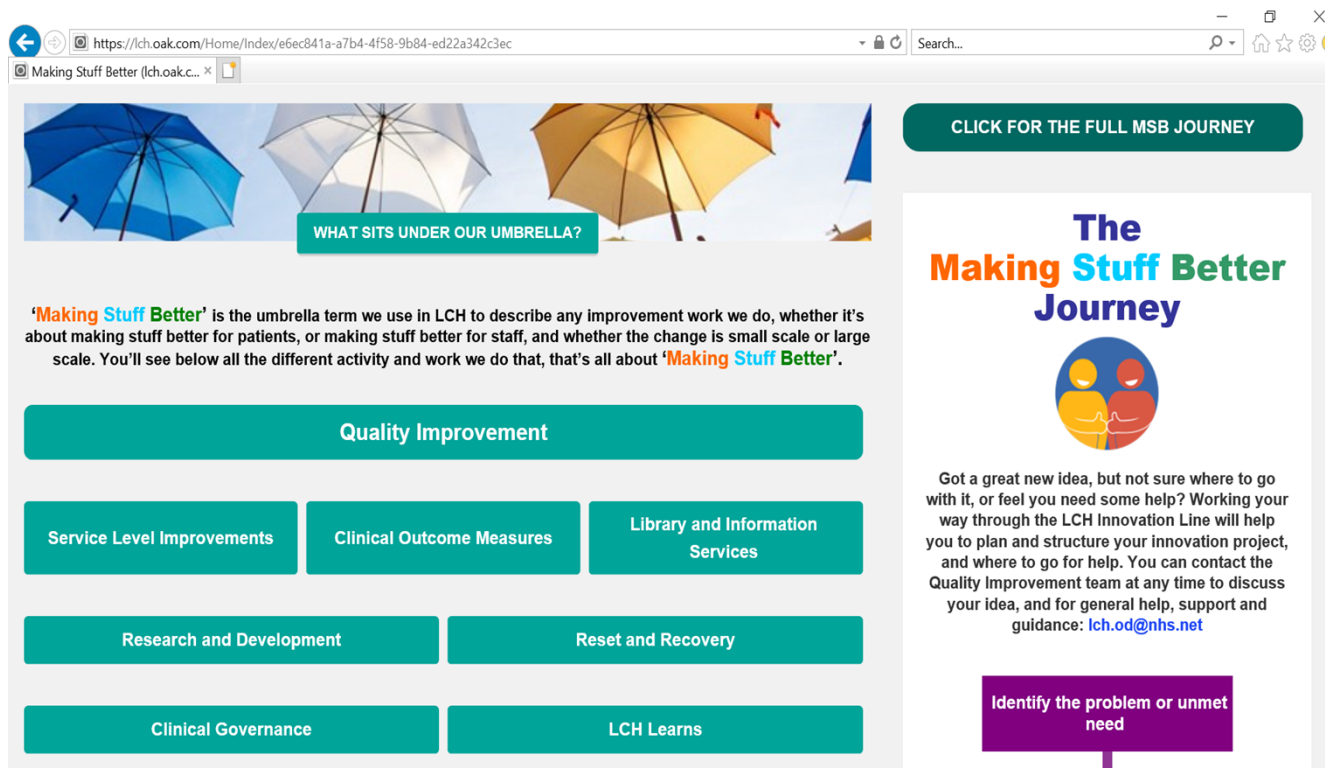 https://lch.oak.com/Home/Index/e6ec841a-a7b4-4f58-9b84-ed22a342c3ec
Search...
Making Stuff Better (lch.oak.c...
WHAT SITS UNDER OUR UMBRELLA?
‘Making Stuff Better’ is the umbrella term we use in LCH to describe any improvement work we do, whether it’s
about making stuff better for patients, or making stuff better for staff, and whether the change is small scale or large
scale. You’ll see below all the different activity and work we do that, that’s all about ‘Making Stuff Better’.
Quality Improvement
Service Level Improvements
Clinical Outcome Measures
Library and Information
Services
Research and Development
Reset and Recovery
Clinical Governance
LCH Learns
CLICK FOR THE FULL MSB JOURNEY
The
Making Stuff Better
Journey
Got a great new idea, but not sure where to go
with it, or feel you need some help? Working your
way through the LCH Innovation Line will help
you to plan and structure your innovation project,
and where to go for help. You can contact the
Quality Improvement team at any time to discuss
your idea, and for general help, support and
guidance: lch.od@nhs.net
Identify the problem or unmet
need